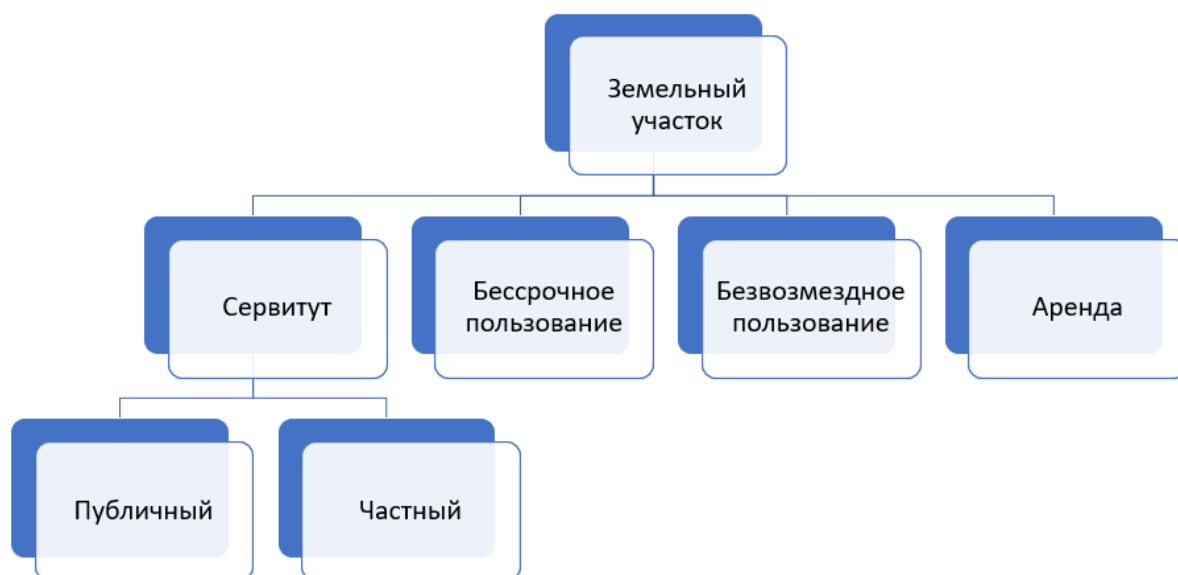 Земельный
участок
Сервитут
Бессрочное
пользование
Безвозмездное
пользование
Аренда
Публичный
Частный